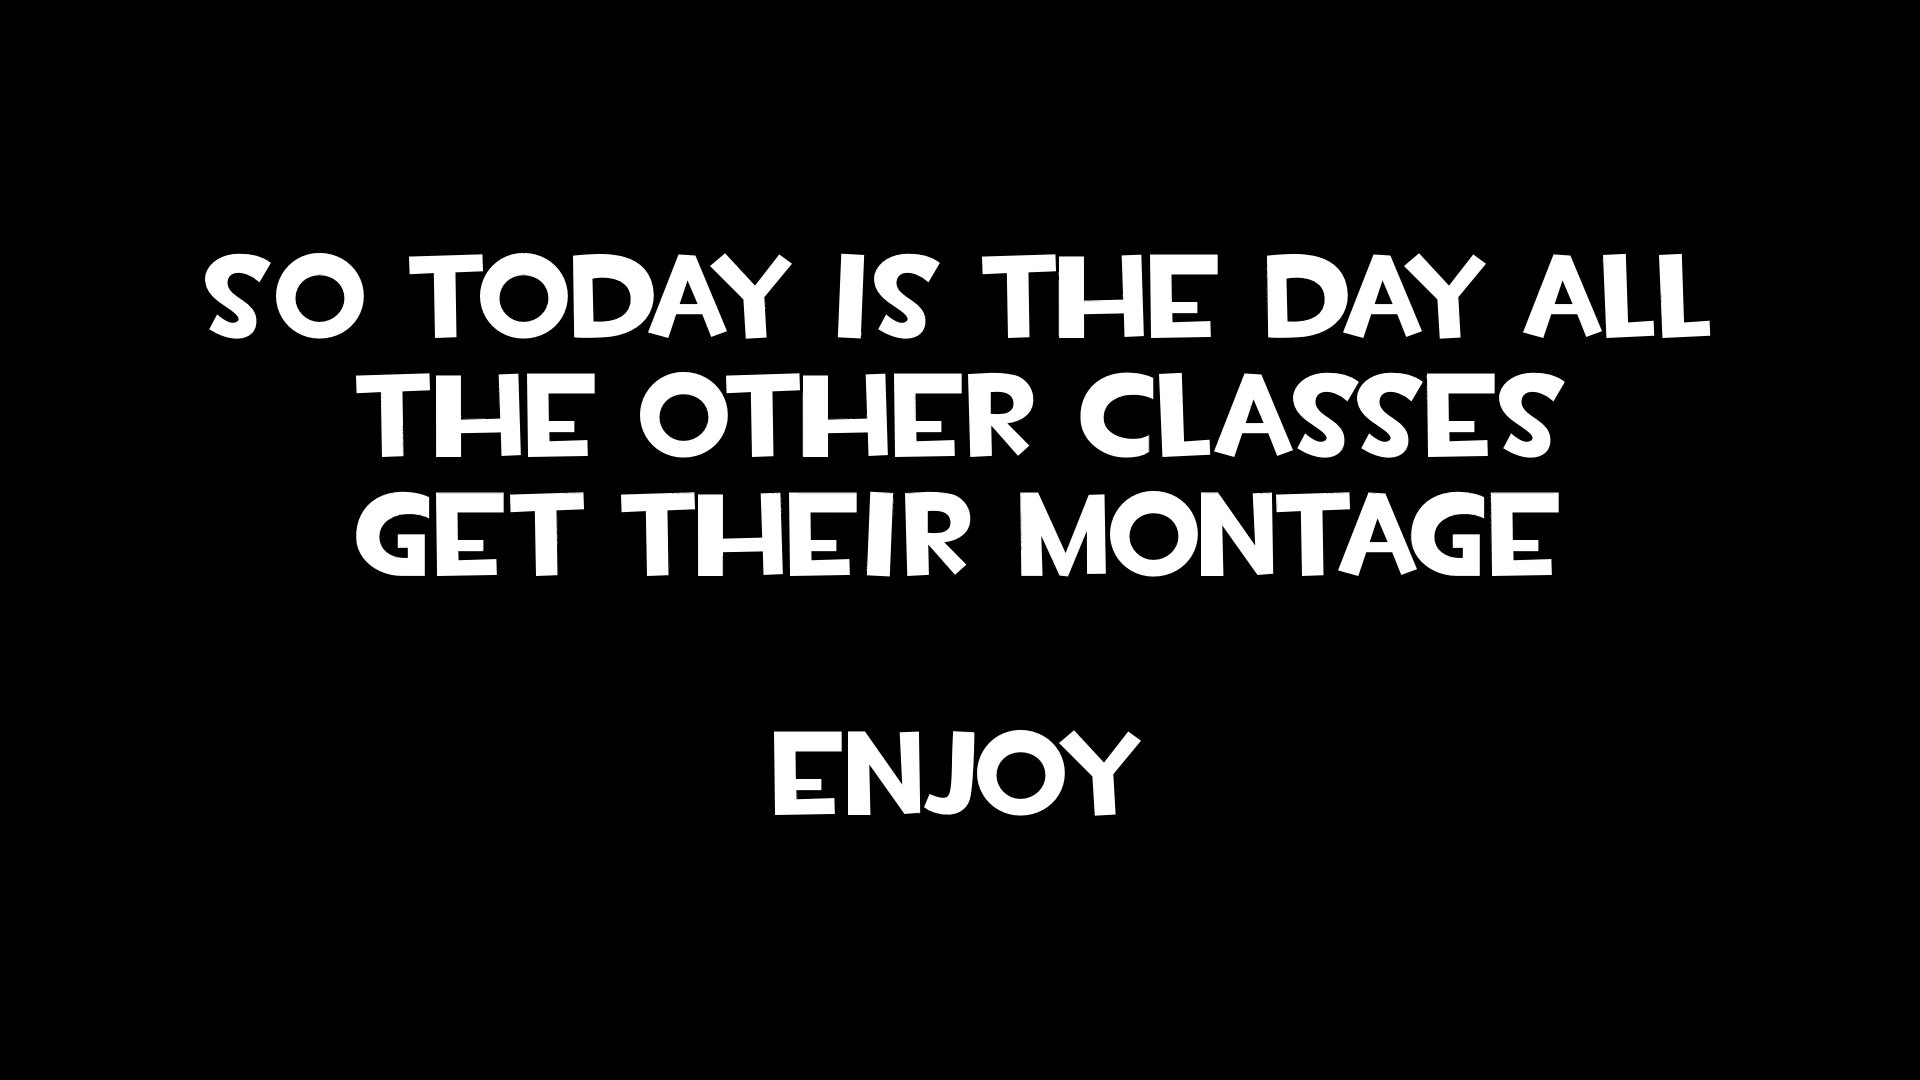 SO TODAY IS THE DAY ALL
THE OTHER CLASSES
GET THEIR MONTAGE
ENJOY